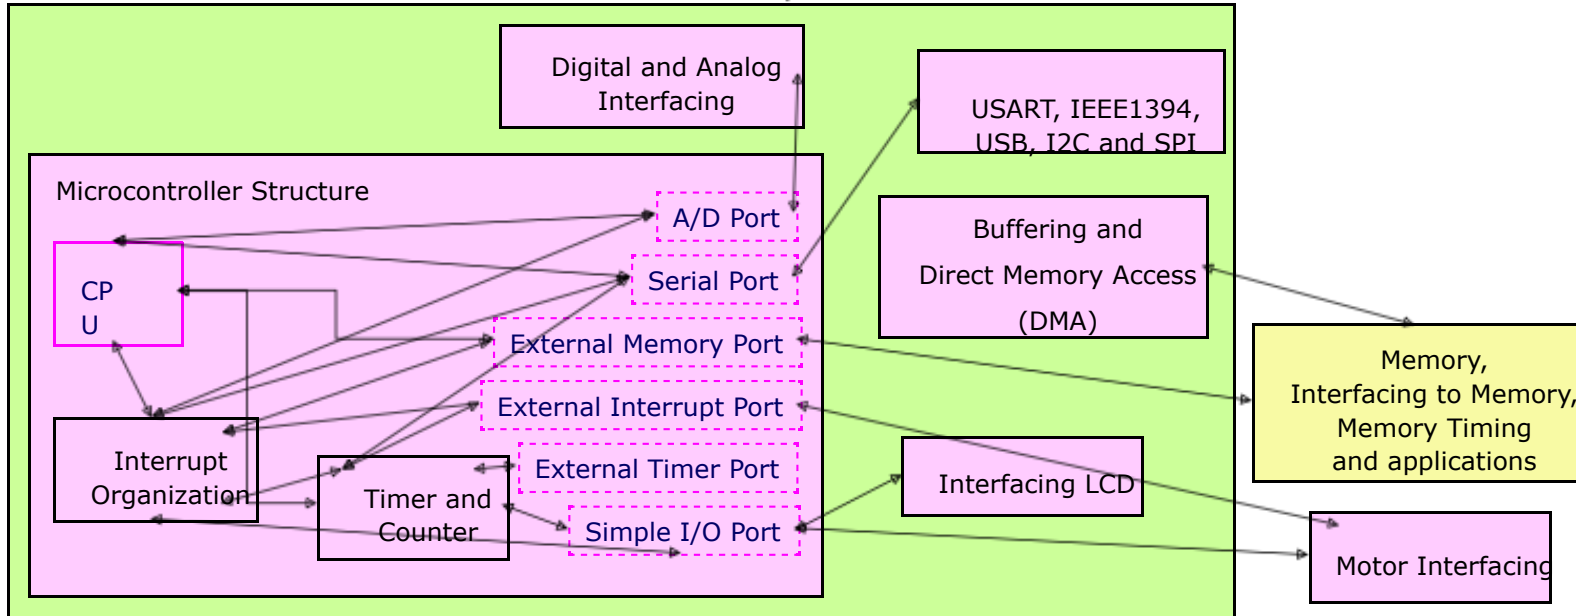 Digital and Analog
Interfacing
USART, IEEE1394,
USB, I2C and SPI
Microcontroller Structure
A/D Port
Buffering and
Direct Memory Access
(DMA)
Serial Port
CP
U
External Memory Port
Memory,
Interfacing to Memory,
Memory Timing
and applications
External Interrupt Port
Interrupt
Organization
External Timer Port
Timer and
Counter
Interfacing LCD
Simple I/O Port
Motor Interfacing